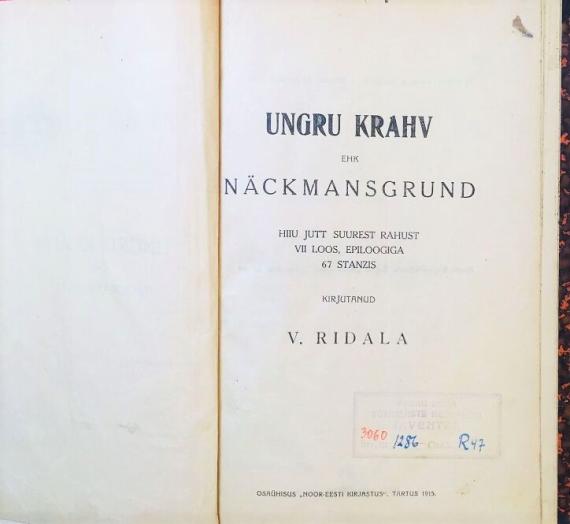 UNGRU KRAHV
EHK
NÄCKMANSGRUND
HIIU JUTT SUUREST RAHUST
VII LOOS, EPILOOGIGA
67 STANZIS
KIRJUTANUD
V. RIDALA
3060 1286 R47
OSAÜHISUS „NOOR-EESTI KIRJASTUS“, TARTUS 1915.